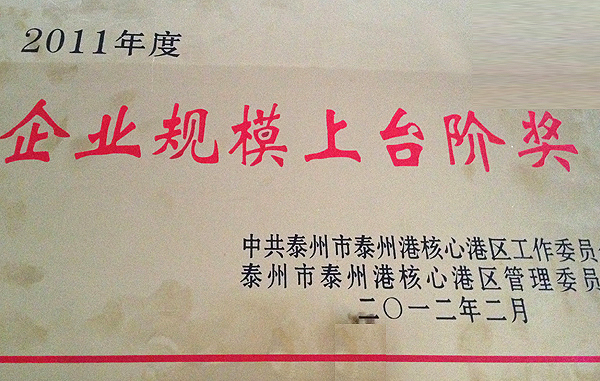 2011年度
企业规模上台阶奖
中共泰州市泰州港核心港区工作委员
泰州市泰州港核心港区管理委员
二〇一二年二月